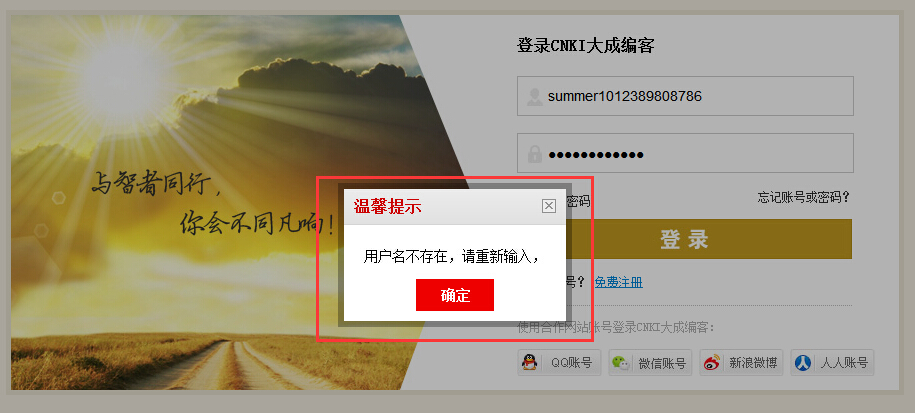 登录CNKI大成编客
summer1012389808786
●●●●●●●●●●●●
与智者同行，
你会不同凡响！
温馨提示
密码
忘记账号或密码？
登 录
用户名不存在，请重新输入，
确定
号？ 免费注册
使用合作网站账号登录CNKI大成编客：
QQ账号 微信账号 新浪微博 人人账号